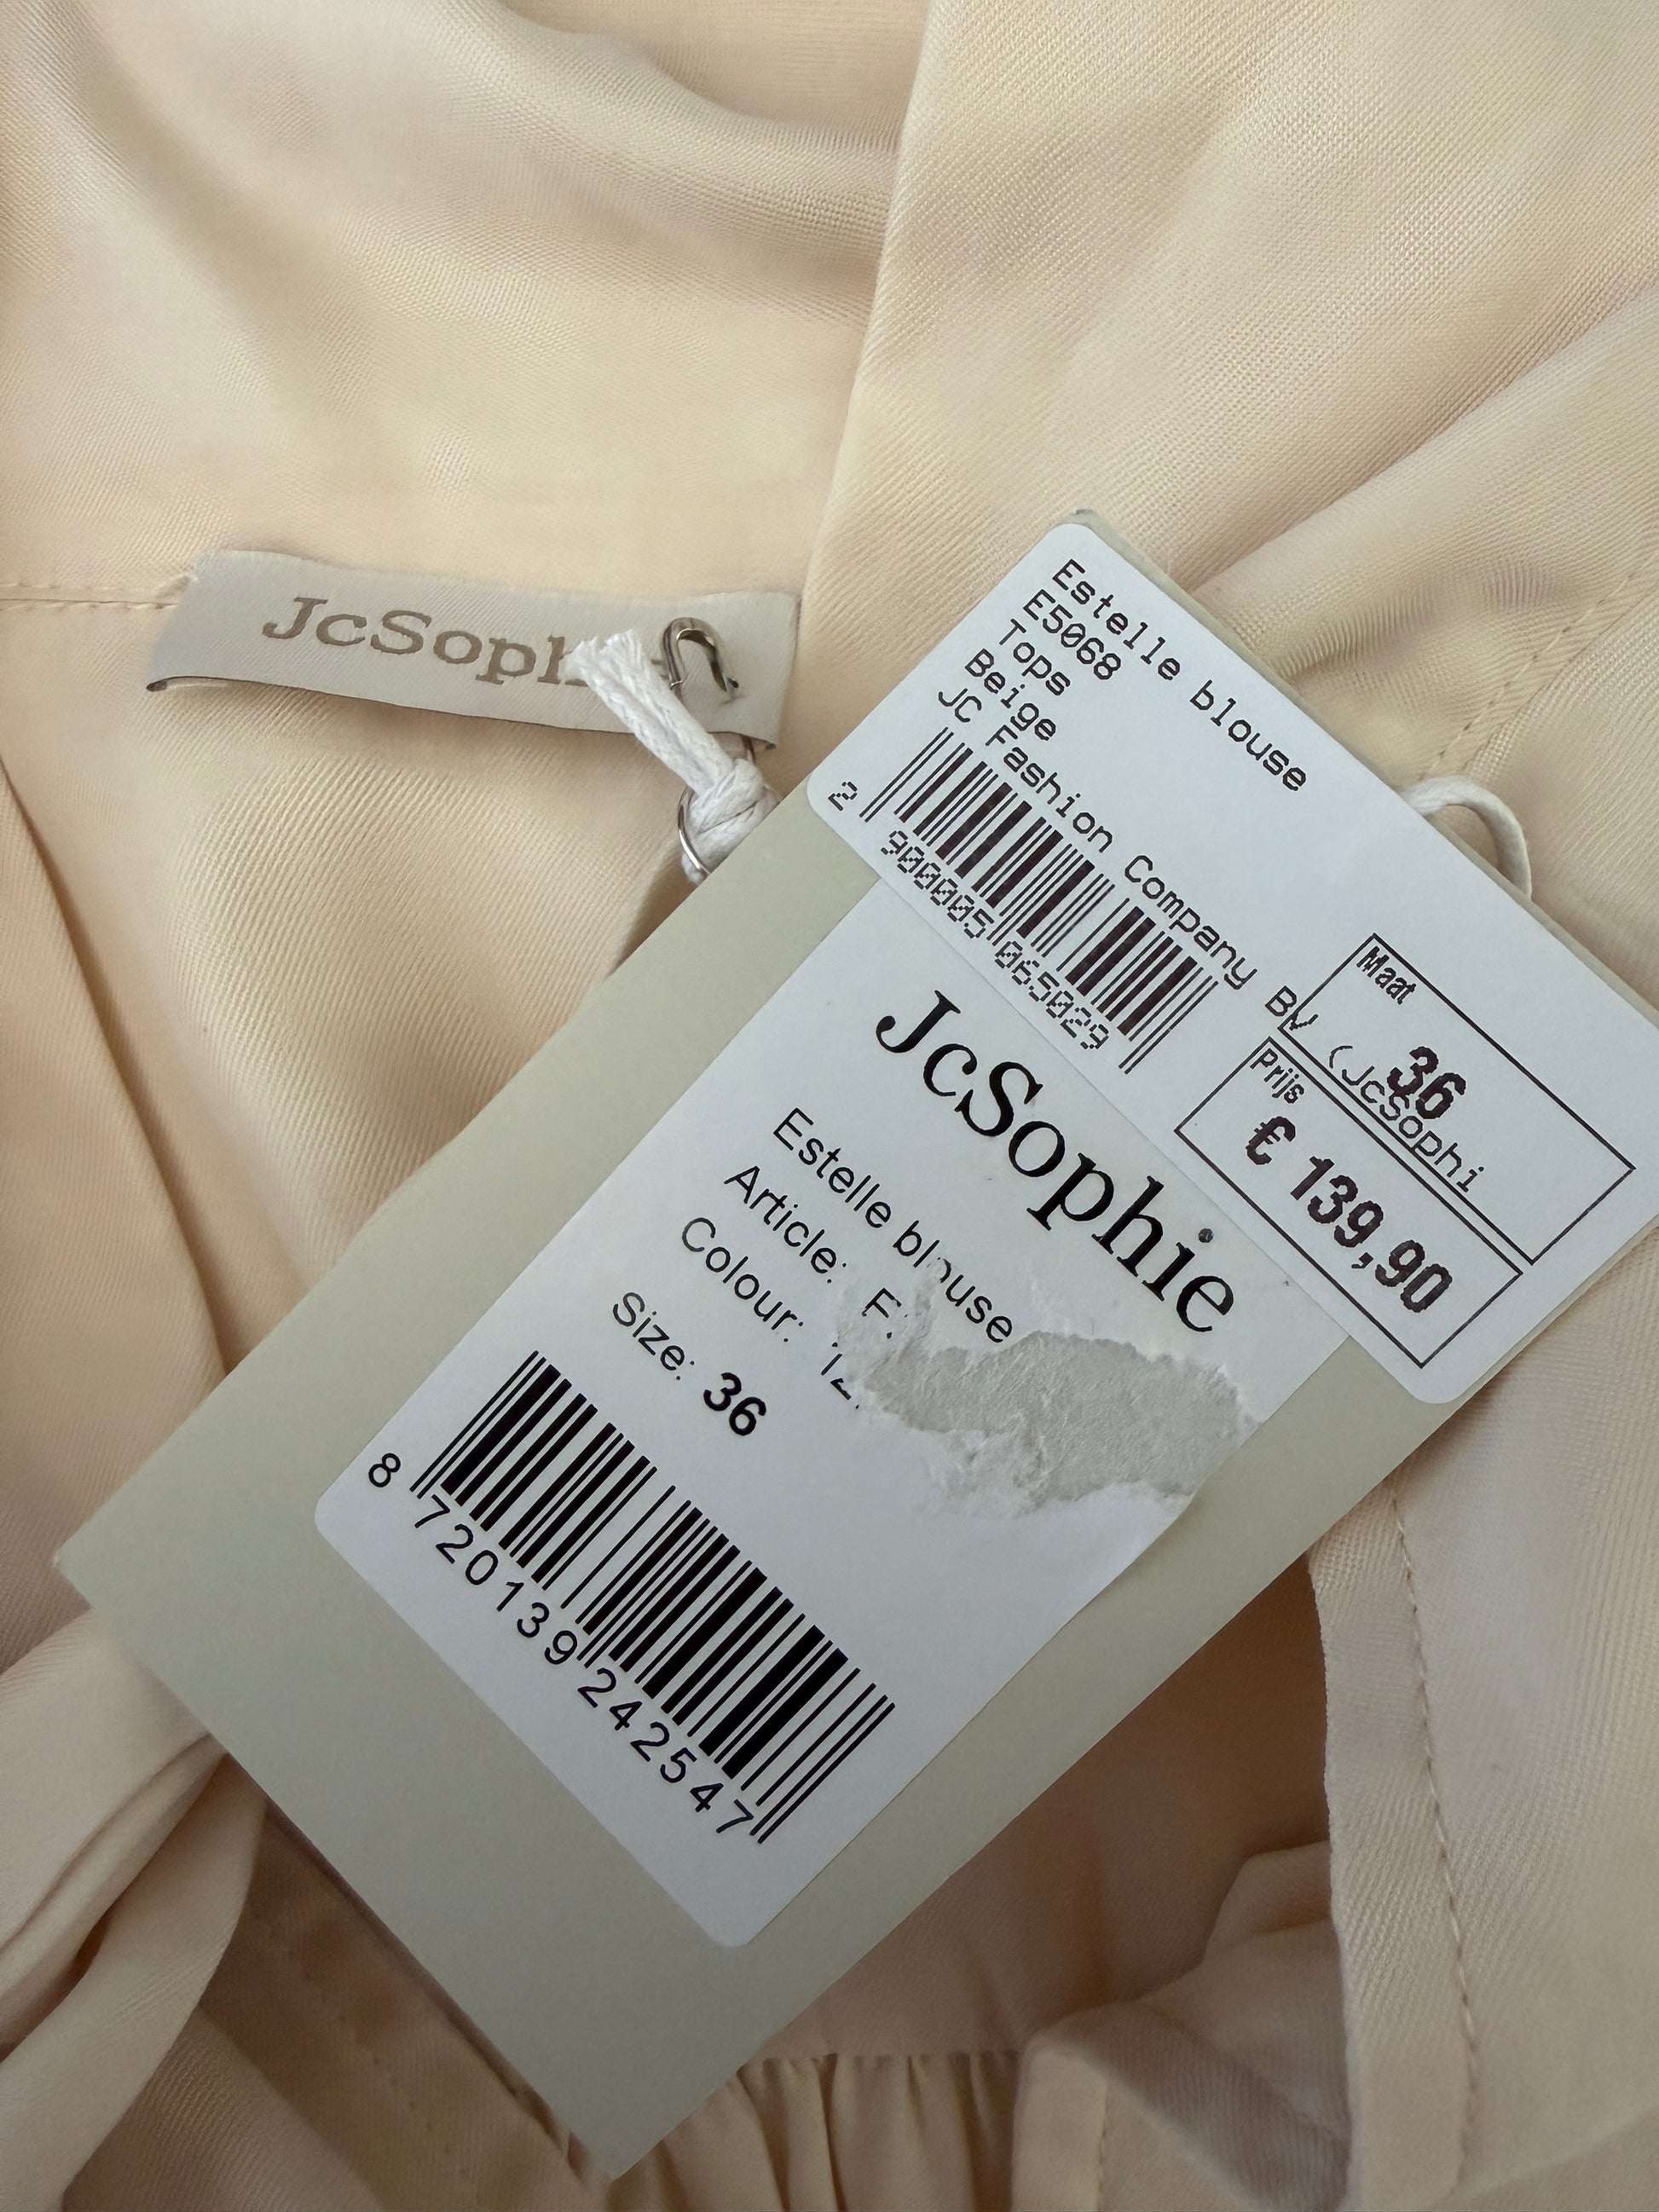 JcSoph
Estelle blouse
E5068
Tops
Beige
JC Fashion Company BV (JcSophi
2 900005 065029
Maat
36
Prijs
€ 139,90
JcSophie
Estelle blouse
Article:
Colour:
Size: 36
8 720139 242547